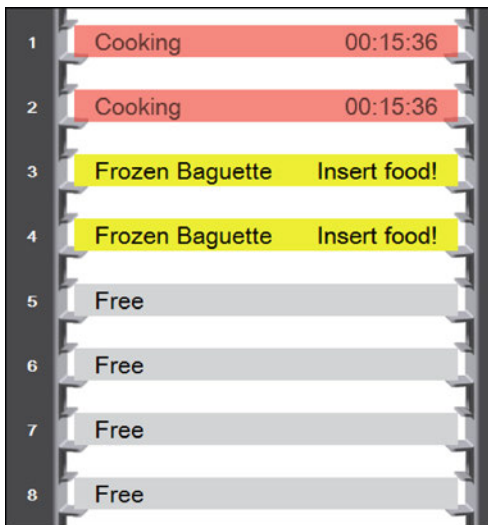 1 Cooking 00:15:36
2 Cooking 00:15:36
3 Frozen Baguette Insert food!
4 Frozen Baguette Insert food!
5 Free
6 Free
7 Free
8 Free